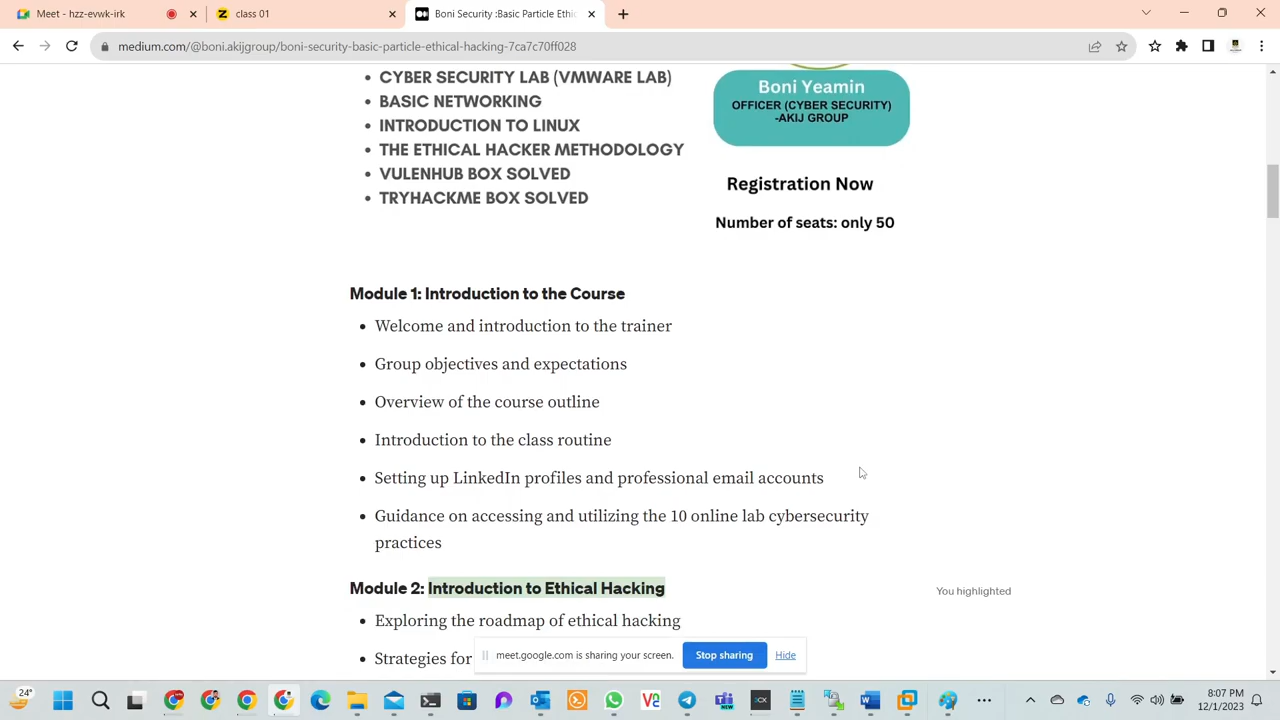 Meet - hzz-evwk-irk
class 01
Boni Security :Basic Particle Ethic
medium.com/@boni.akijgroup/boni-security-basic-particle-ethical-hacking-7ca7c70ff028
CYBER SECURITY LAB (VMWARE LAB)
BASIC NETWORKING
INTRODUCTION TO LINUX
THE ETHICAL HACKER METHODOLOGY
VULENHUB BOX SOLVED
TRYHACKME BOX SOLVED
Boni Yeamin
OFFICER (CYBER SECURITY)
-AKIJ GROUP
Registration Now
Number of seats: only 50
Module 1: Introduction to the Course
Welcome and introduction to the trainer
Group objectives and expectations
Overview of the course outline
Introduction to the class routine
Setting up LinkedIn profiles and professional email accounts
Guidance on accessing and utilizing the 10 online lab cybersecurity
practices
Module 2: Introduction to Ethical Hacking
You highlighted
Exploring the roadmap of ethical hacking
Strategies for
meet.google.com is sharing your screen.
Stop sharing
Hide
24°
8:07 PM
12/1/2023